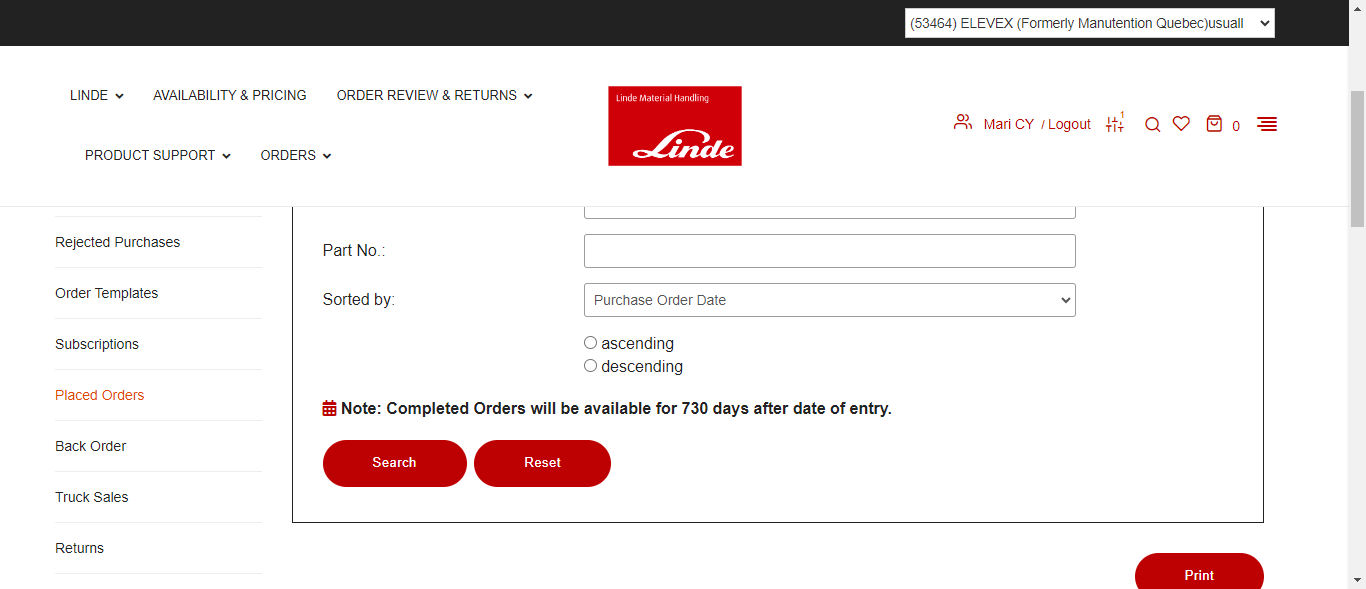 (53464) ELEVEX (Formerly Manutention Quebec)usuall
LINDE
AVAILABILITY & PRICING
ORDER REVIEW & RETURNS
PRODUCT SUPPORT
ORDERS
Linde Material Handling
Linde
Mari CY / Logout
1
0
Rejected Purchases
Order Templates
Subscriptions
Placed Orders
Back Order
Truck Sales
Returns
Part No.:
Sorted by:
Purchase Order Date
ascending
descending
Note: Completed Orders will be available for 730 days after date of entry.
Search
Reset
Print